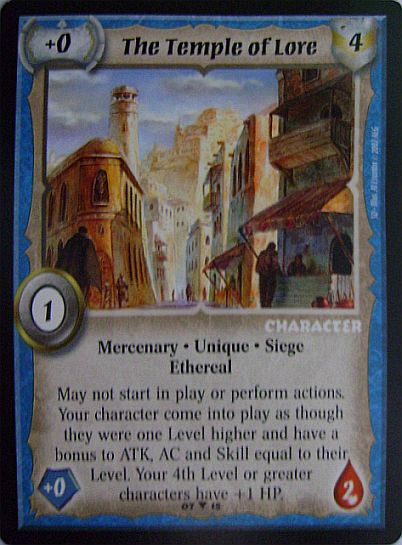 +0
The Temple of Lore
4
1
CHARACTER
Mercenary • Unique • Siege
Ethereal
May not start in play or perform actions.
Your character come into play as though
they were one Level higher and have a
bonus to ATK, AC and Skill equal to their
Level. Your 4th Level or greater
characters have +1 HP.
+0
2
07 15